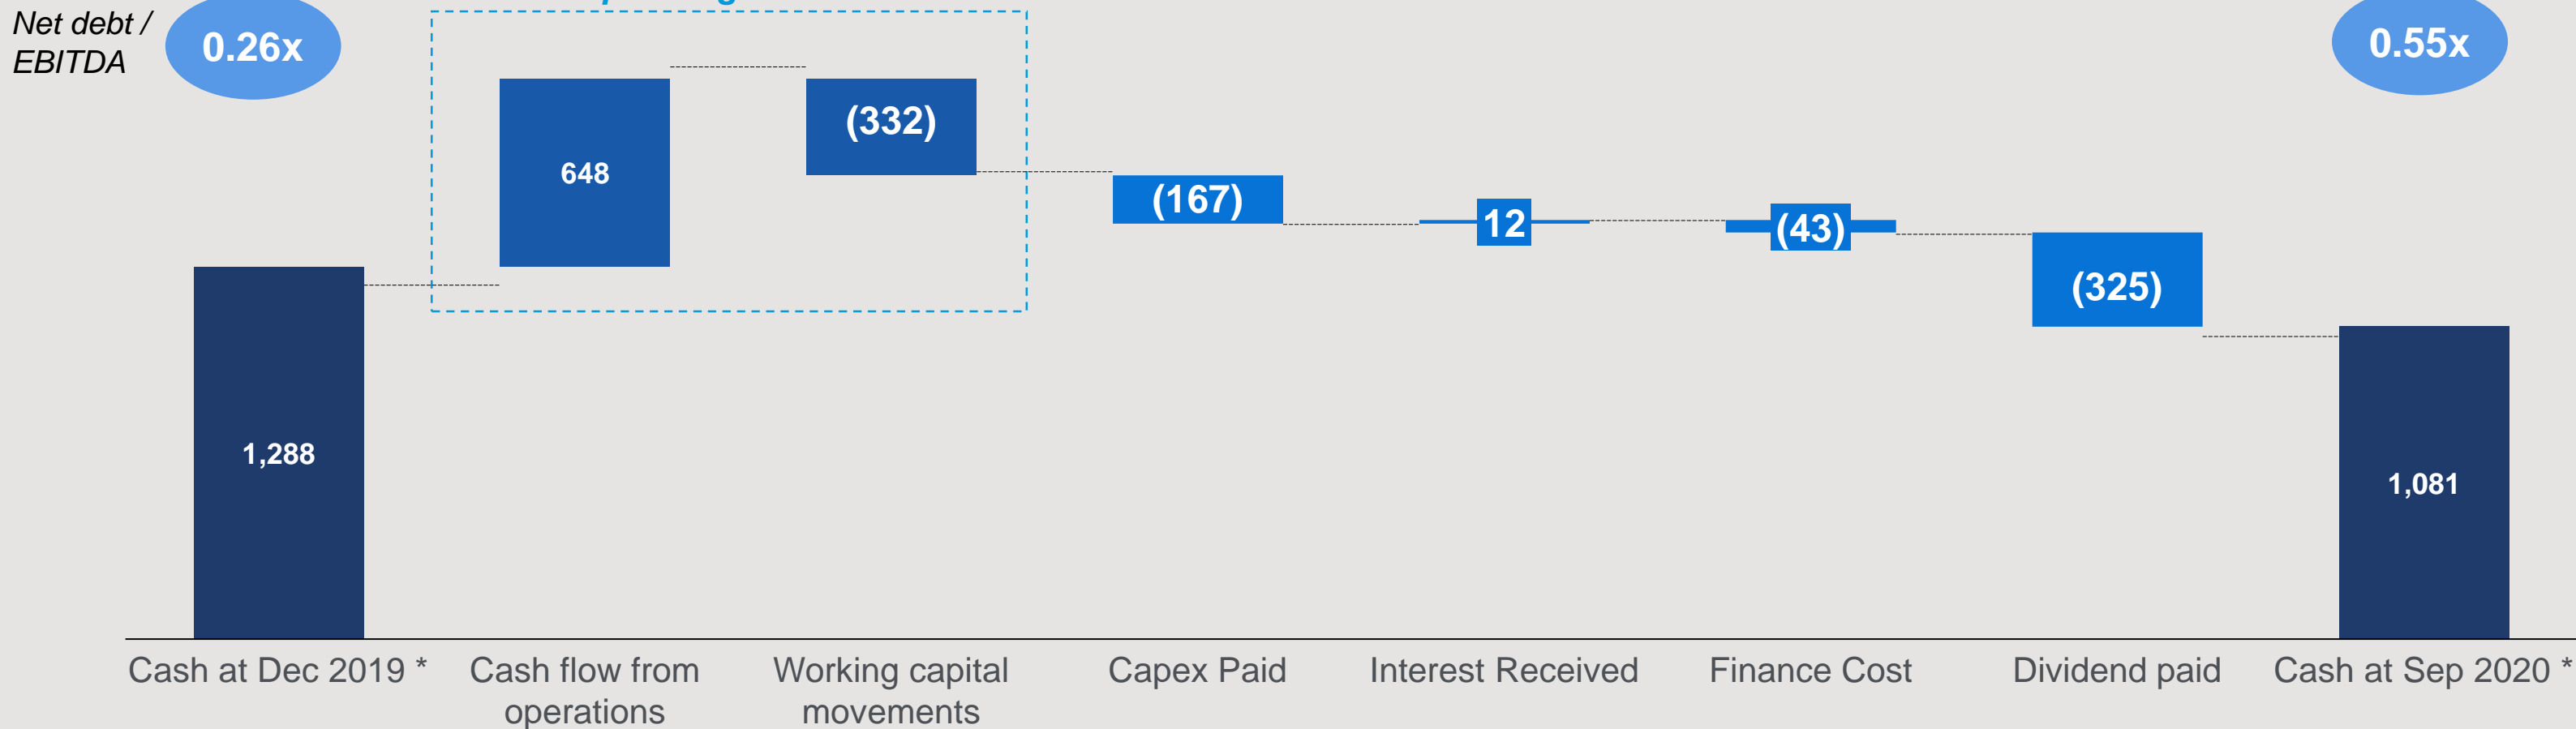 Net debt /
EBITDA
0.26x
0.55x
648
(332)
(167)
12
(43)
(325)
1,288
1,081
Cash at Dec 2019 *
Cash flow from
operations
Working capital
movements
Capex Paid
Interest Received
Finance Cost
Dividend paid
Cash at Sep 2020 *